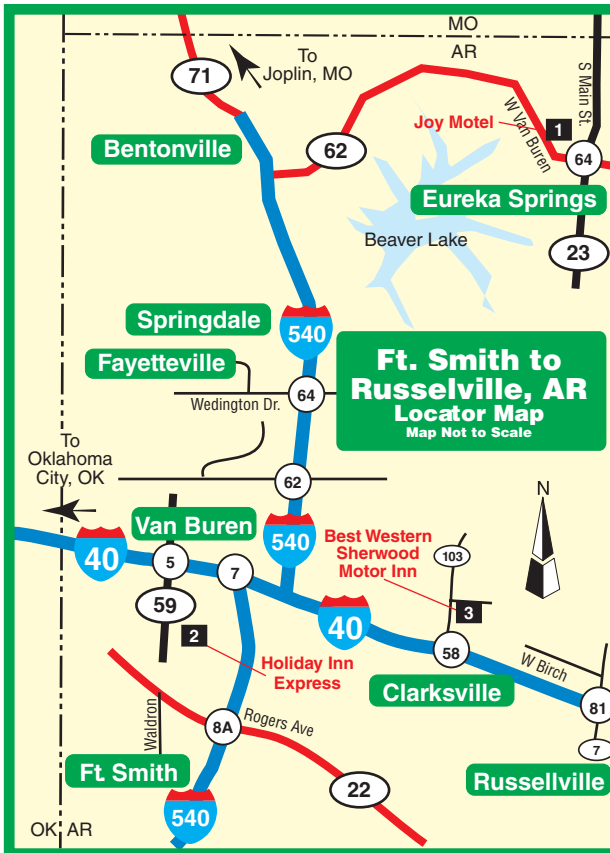 MO
AR
To
Joplin, MO
71
S Main St.
Joy Motel
1
W Van Buren
62
64
Bentonville
Eureka Springs
Beaver Lake
23
Springdale
540
Fayetteville
Ft. Smith to
Russelville, AR
Locator Map
Map Not to Scale
64
Wedington Dr.
To
Oklahoma
City, OK
62
N
Van Buren
540
Best Western
Sherwood
Motor Inn
103
40
5
7
3
59
40
2
58
Holiday Inn
Express
W Birch
Clarksville
81
Waldron
8A
Rogers Ave
7
Ft. Smith
22
Russellville
540
OK
AR